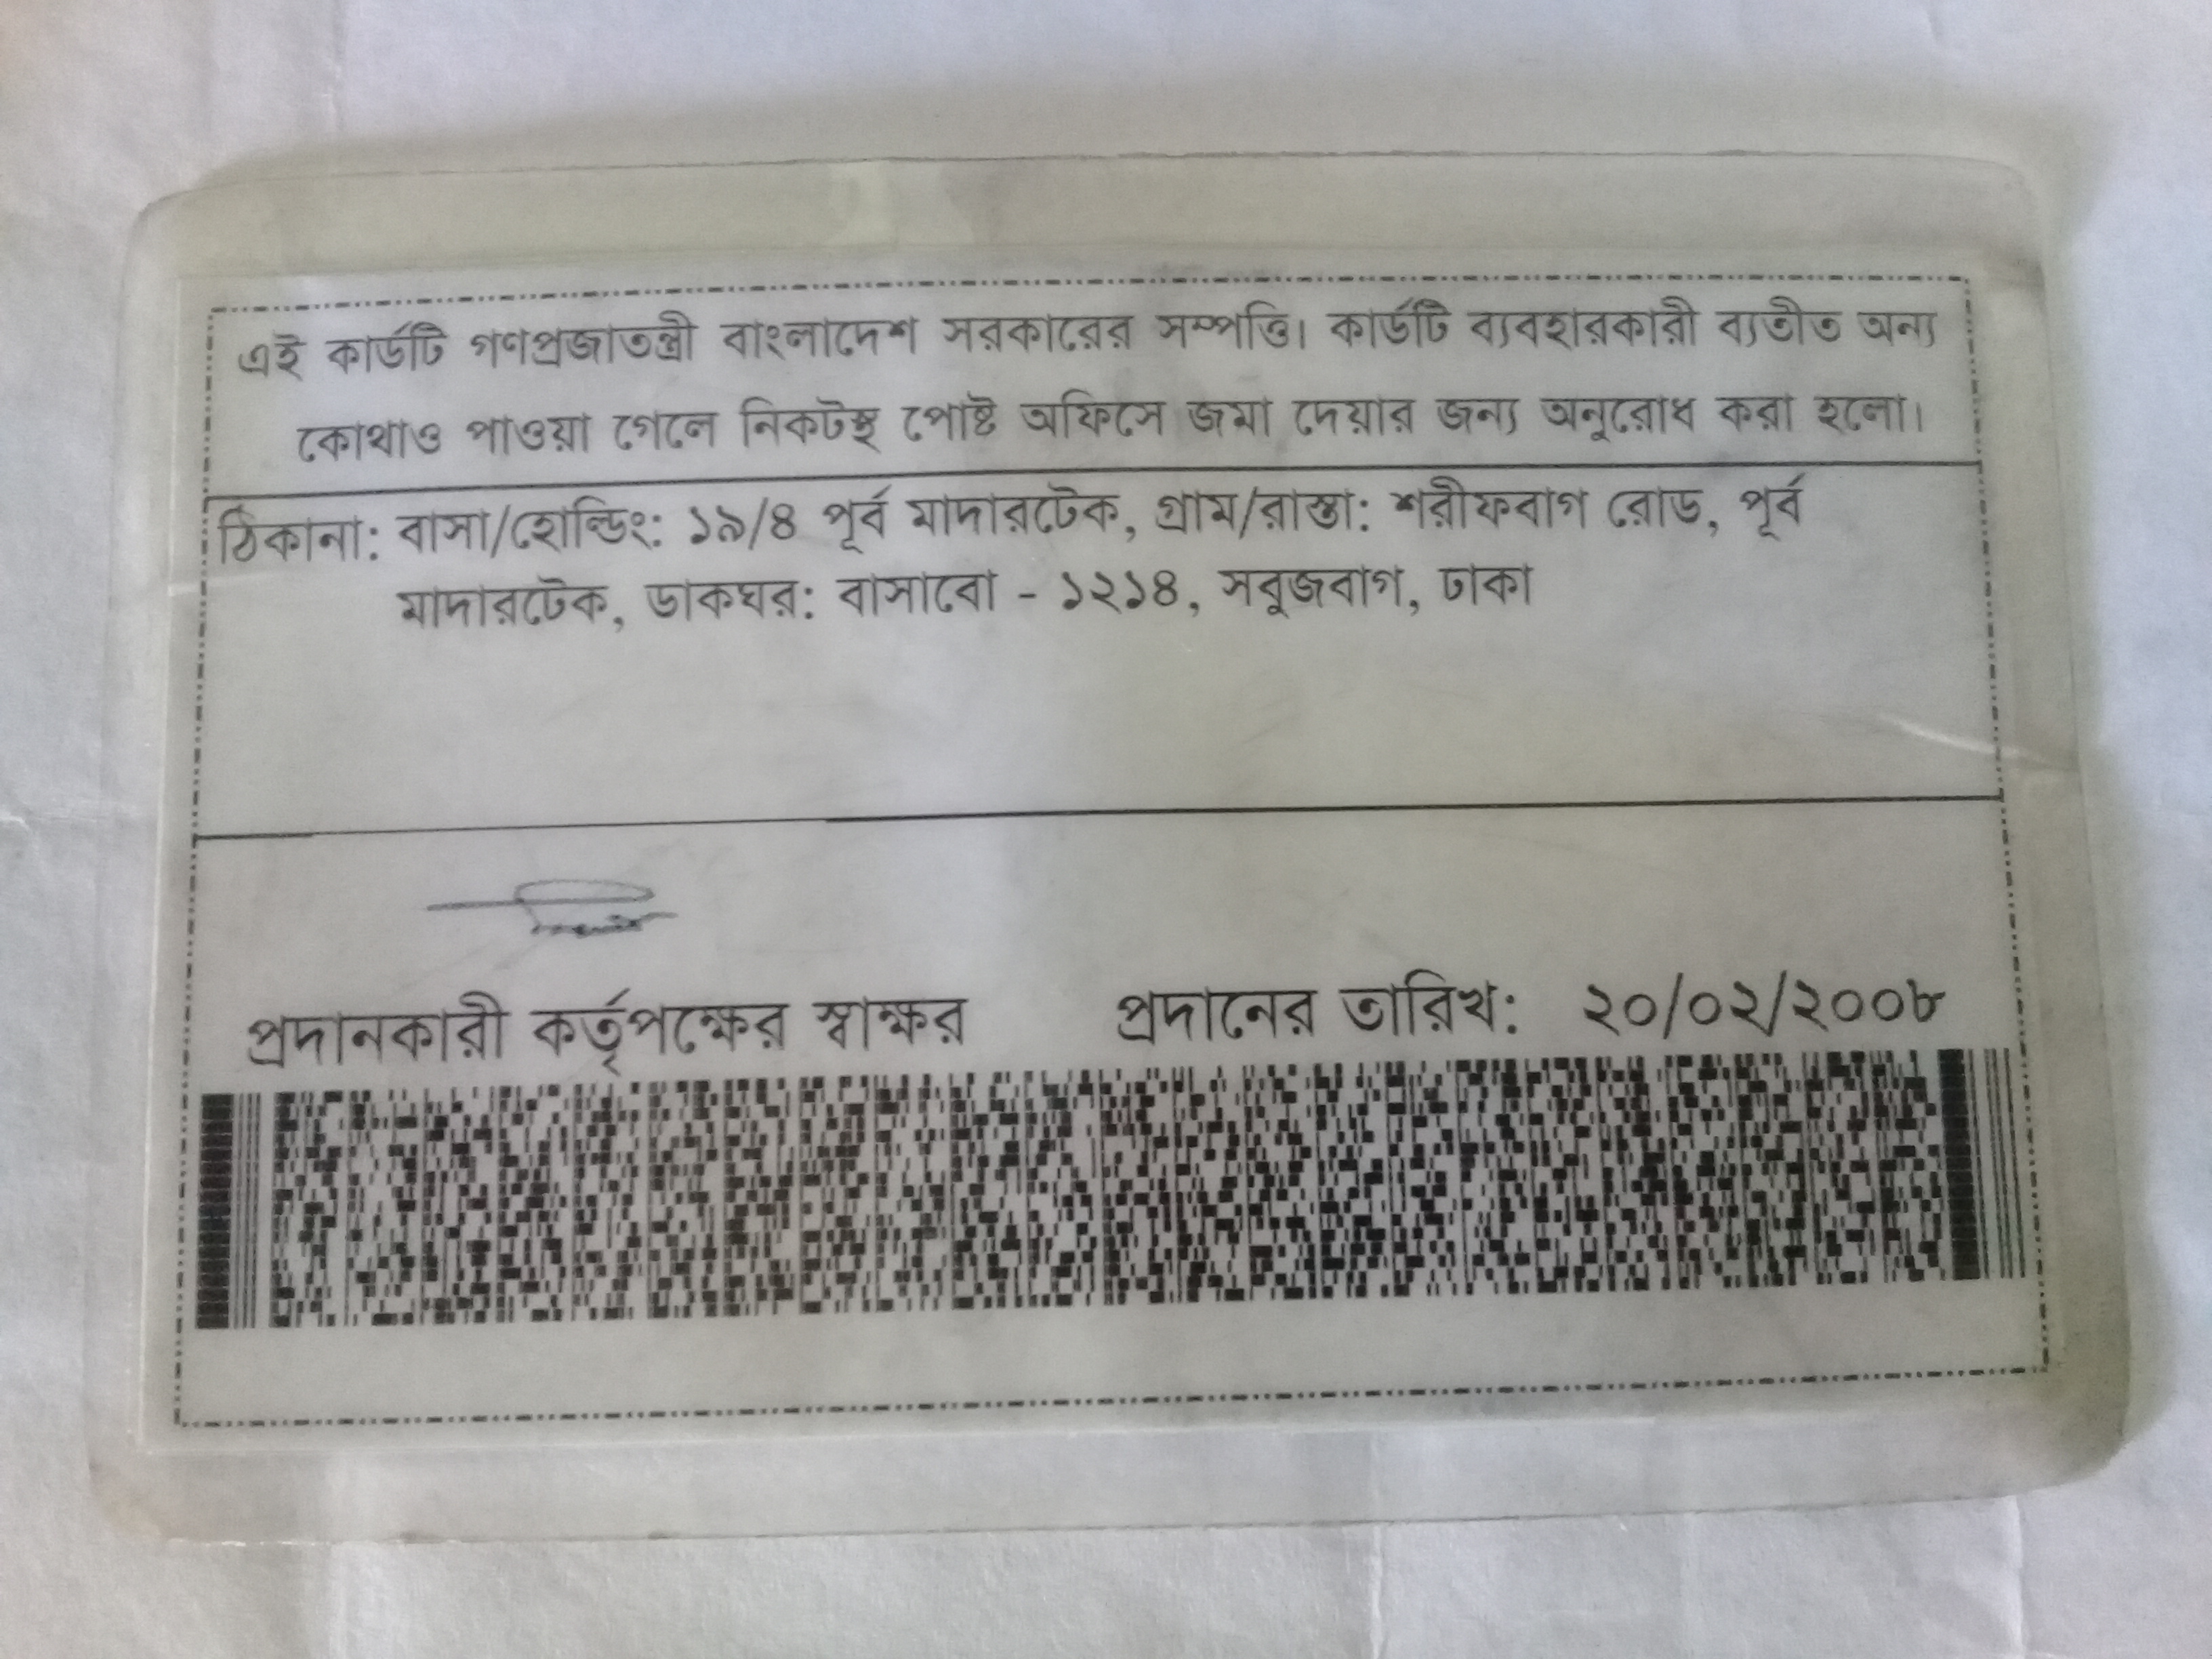 এই কার্ডটি গণপ্রজাতন্ত্রী বাংলাদেশ সরকারের সম্পত্তি। কার্ডটি ব্যবহারকারী ব্যতীত অন্য
কোথাও পাওয়া গেলে নিকটস্থ পোষ্ট অফিসে জমা দেয়ার জন্য অনুরোধ করা হলো।
ঠিকানা: বাসা/হোল্ডিং: ১৯/৪ পূর্ব মাদারটেক, গ্রাম/রাস্তা: শরীফবাগ রোড, পূর্ব
মাদারটেক, ডাকঘর: বাসাবো - ১২১৪, সবুজবাগ, ঢাকা
প্রদানকারী কর্তৃপক্ষের স্বাক্ষর প্রদানের তারিখ: ২০/০২/২০০৮